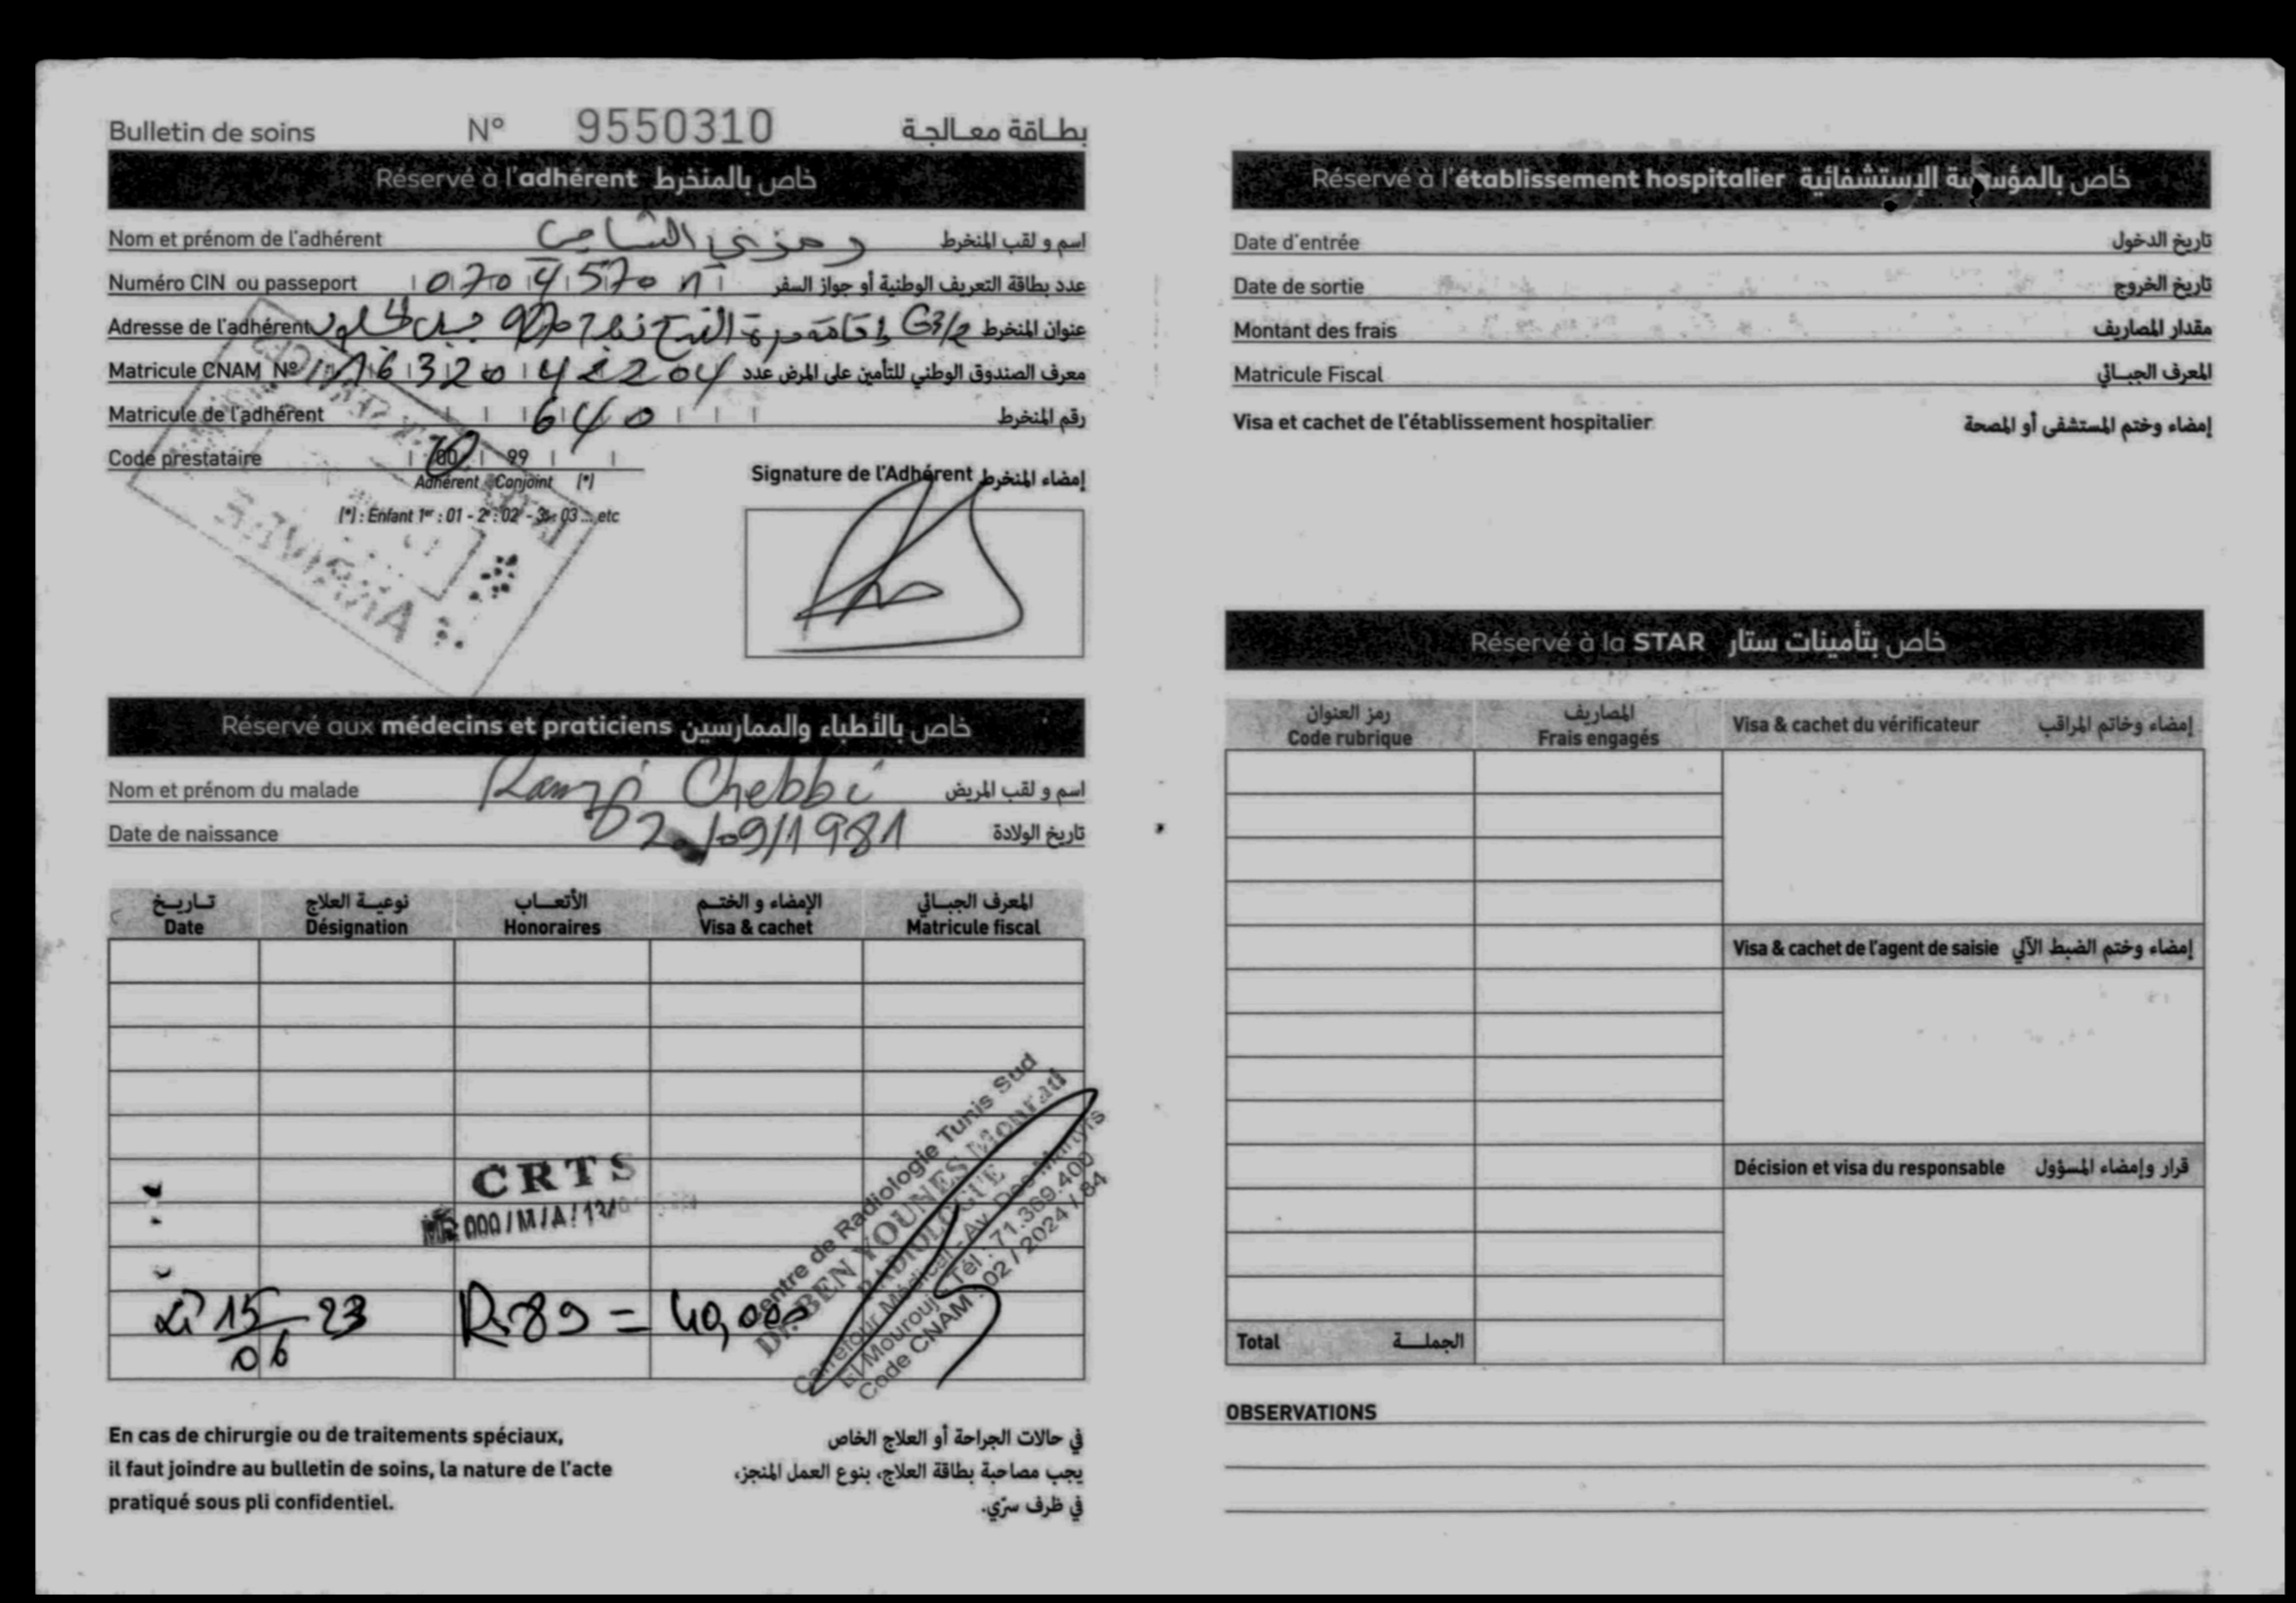 Bulletin de soins N° 9550310 بطاقة معالجة
Réservé à l'adhérent خاص بالمنخرط
Nom et prénom de l'adhérent رمزي الشابي اسم و لقب المنخرط
Numéro CIN ou passeport 0704570 عدد بطاقة التعريف الوطنية أو جواز السفر
Adresse de l'adhérent G3/2 إقامة درة عنوان المنخرط
Matricule CNAM N° معرف الصندوق الوطني للتأمين على المرض عدد
Matricule de l'adhérent 640 رقم المنخرط
Code prestataire 00 99
Adhérent Conjoint (*)
(*) : Enfant 1er : 01 - 2e : 02 - 3e : 03 ... etc
Signature de l'Adhérent إمضاء المنخرط
Réservé aux médecins et praticiens خاص بالأطباء والممارسين
Nom et prénom du malade Ramzi Chebbi اسم و لقب المريض
Date de naissance 02/09/1981 تاريخ الولادة
تاريخ نوعية العلاج الأتعاب الإمضاء و الختم المعرف الجبائي
Date Désignation Honoraires Visa & cachet Matricule fiscal
CRTS
000/M/A/13/0
Centre de Radiologie Tunis Sud
Dr. BEN YOUNES Mourad
RADIOLOGUE
Carrefour Médical - Av. Des Martyrs
El Mourouj - Tél : 71.369.400
Code CNAM : 02 / 2024 / 84
15/06 23 R.89 = 40,000
En cas de chirurgie ou de traitements spéciaux,
il faut joindre au bulletin de soins, la nature de l'acte
pratiqué sous pli confidentiel.
في حالات الجراحة أو العلاج الخاص
يجب مصاحبة بطاقة العلاج، بنوع العمل المنجز،
في ظرف سرّي.
Réservé à l'établissement hospitalier خاص بالمؤسسة الإستشفائية
Date d'entrée تاريخ الدخول
Date de sortie تاريخ الخروج
Montant des frais مقدار المصاريف
Matricule Fiscal المعرف الجبائي
Visa et cachet de l'établissement hospitalier إمضاء وختم المستشفى أو المصحة
Réservé à la STAR خاص بتأمينات ستار
رمز العنوان المصاريف
Code rubrique Frais engagés Visa & cachet du vérificateur إمضاء وخاتم المراقب
Visa & cachet de l'agent de saisie إمضاء وختم الضبط الآلي
Décision et visa du responsable قرار وإمضاء المسؤول
Total الجملة
OBSERVATIONS